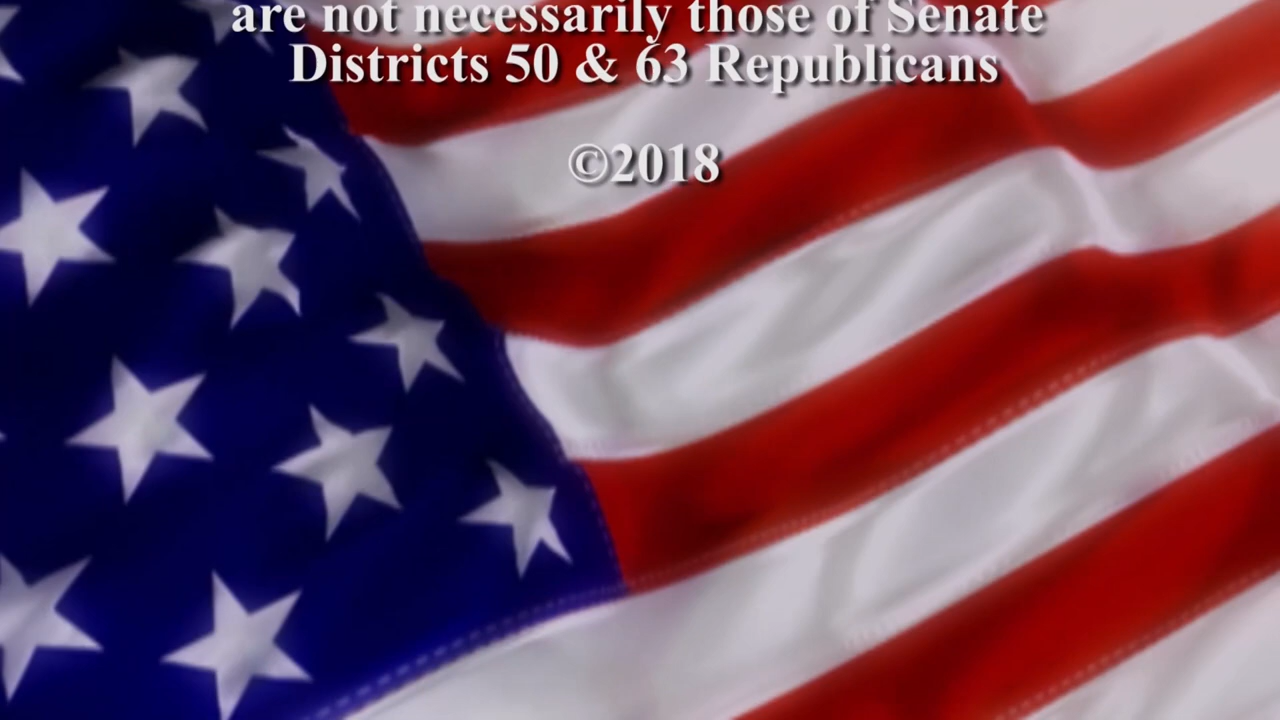 are not necessarily those of Senate
Districts 50 & 63 Republicans
©2018